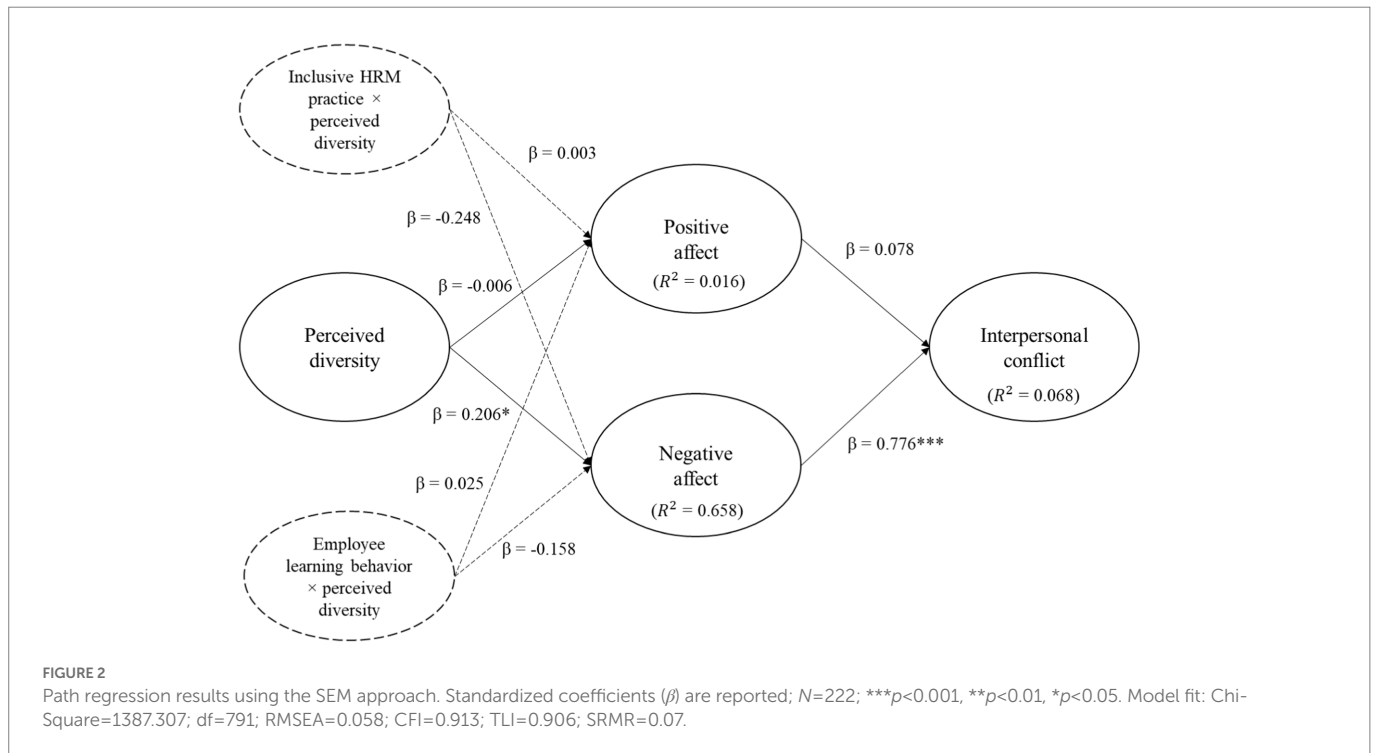 Inclusive HRM
practice ×
perceived
diversity
β = 0.003
β = -0.248
Positive
affect
(R² = 0.016)
β = 0.078
β = -0.006
Perceived
diversity
Interpersonal
conflict
(R² = 0.068)
β = 0.206*
β = 0.776***
Negative
affect
(R² = 0.658)
β = 0.025
β = -0.158
Employee
learning behavior
× perceived
diversity
FIGURE 2
Path regression results using the SEM approach. Standardized coefficients (β) are reported; N=222; ***p<0.001, **p<0.01, *p<0.05. Model fit: Chi-
Square=1387.307; df=791; RMSEA=0.058; CFI=0.913; TLI=0.906; SRMR=0.07.